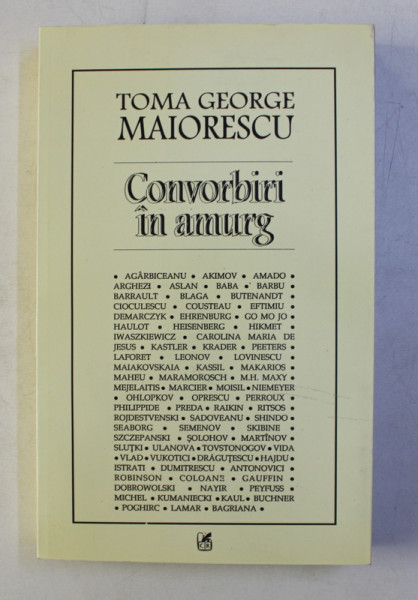 TOMA GEORGE
MAIORESCU
Convorbiri
în amurg
• AGÂRBICEANU • AKIMOV • AMADO •
ARGHEZI • ASLAN • BABA • BARBU •
BARRAULT • BLAGA • BUTENANDT •
CIOCULESCU • COUSTEAU • EFTIMIU •
DEMARCZYK • EHRENBURG • GO MO JO •
HAULOT • HEISENBERG • HIKMET •
IWASZKIEWICZ • CAROLINA MARIA DE
JESUS • KASTLER • KRADER • PEETERS •
LAFORET • LEONOV • LOVINESCU •
MAIAKOVSKAIA • KASSIL • MAKARIOS •
MAHEU • MARAMOROSCH • M.H. MAXY •
MEJELAITIS • MARCIER • MOISIL • NIEMEYER
• OHLOPKOV • OPRESCU • PERROUX •
PHILIPPIDE • PREDA • RAIKIN • RITSOS •
ROJDESTVENSKI • SADOVEANU • SHINDO •
SEABORG • SEMENOV • SKIBINE •
SZCZEPANSKI • ŞOLOHOV • MARTÎNOV •
SLUŢKI • ULANOVA • TOVSTONOGOV • VIDA
• VLAD • VUKOTICI • DRĂGUŢESCU • HAJDU •
ISTRATI • DUMITRESCU • ANTONOVICI •
ROBINSON • COLOANE • GAUFFIN •
DOBROWOLSKI • NAYIR • PEYFUSS •
MICHEL • KUMANIECKI • KAUL • BUCHNER
• POGHIRC • LAMAR • BAGRIANA •
CR